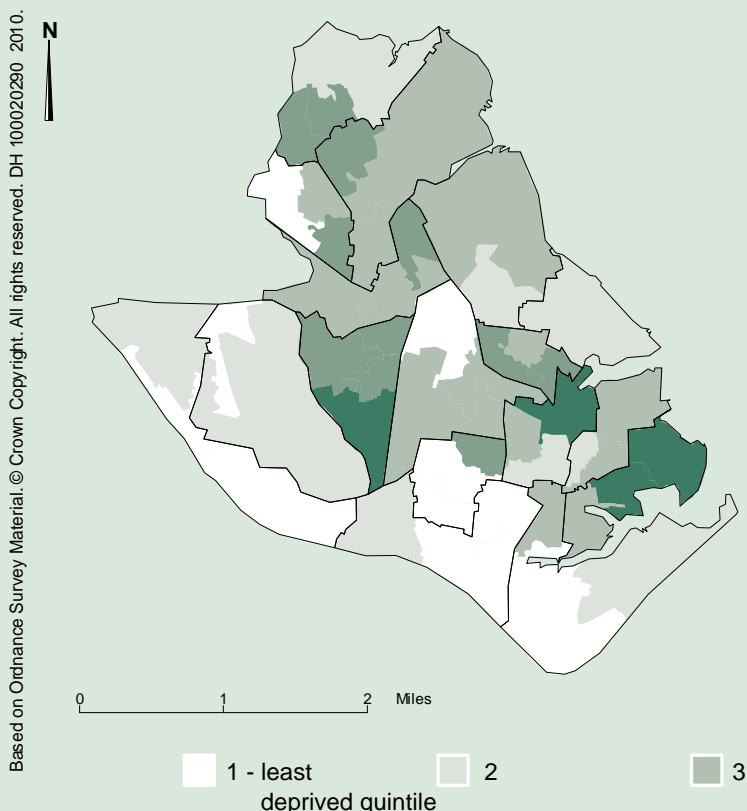 Based on Ordnance Survey Material. © Crown Copyright. All rights reserved. DH 100020290 2010.
N
0 1 2 Miles
1 - least
deprived quintile
2
3